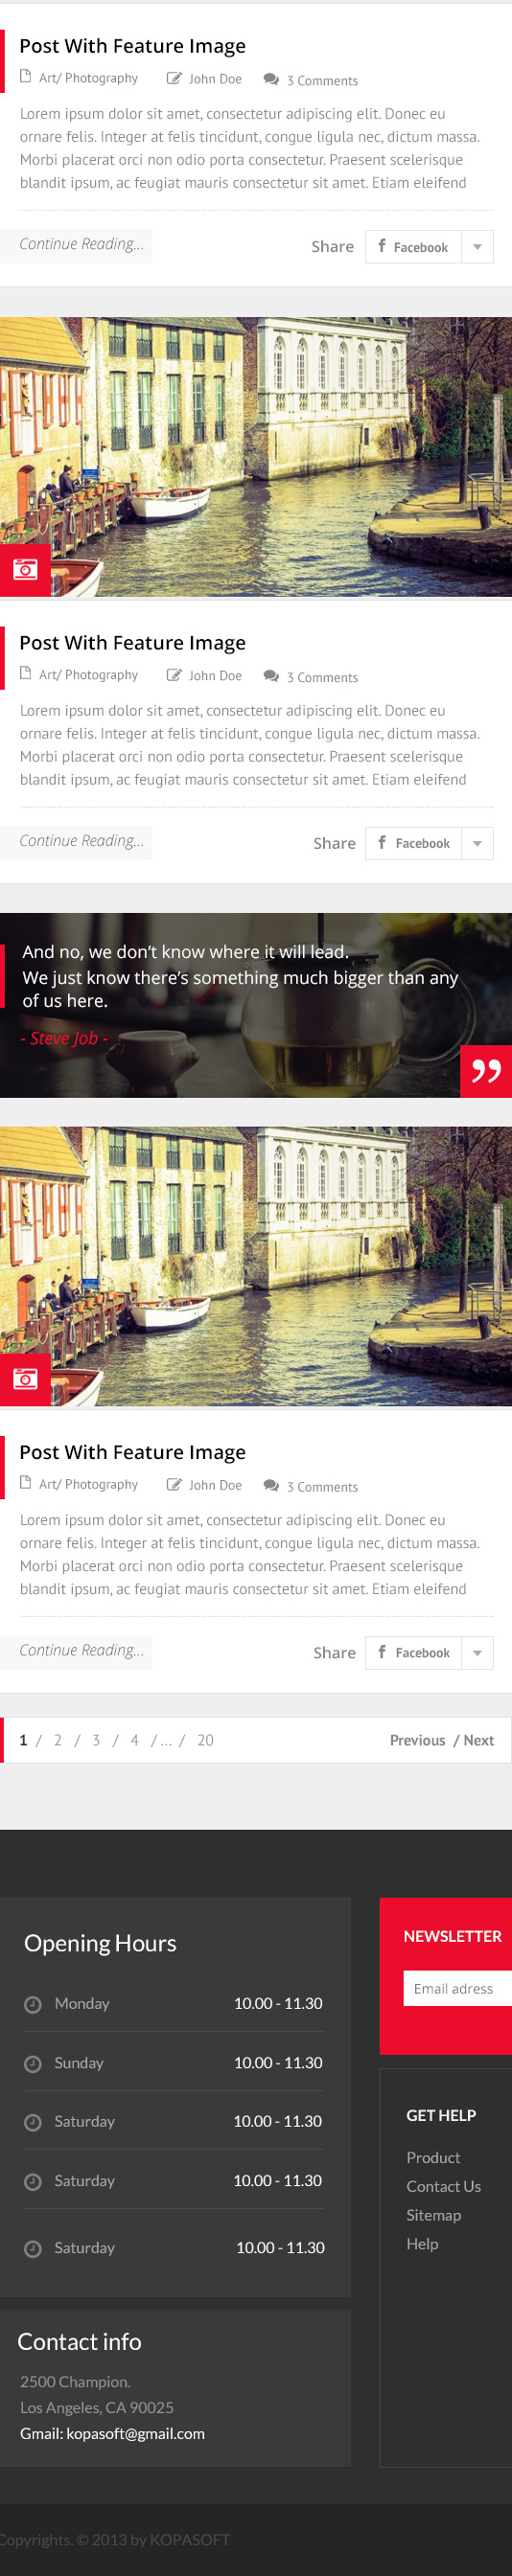 Post With Feature Image
Art/ Photography John Doe 3 Comments
Lorem ipsum dolor sit amet, consectetur adipiscing elit. Donec eu
ornare felis. Integer at felis tincidunt, congue ligula nec, dictum massa.
Morbi placerat orci non odio porta consectetur. Praesent scelerisque
blandit ipsum, ac feugiat mauris consectetur sit amet. Etiam eleifend
Continue Reading... Share f Facebook
Post With Feature Image
Art/ Photography John Doe 3 Comments
Lorem ipsum dolor sit amet, consectetur adipiscing elit. Donec eu
ornare felis. Integer at felis tincidunt, congue ligula nec, dictum massa.
Morbi placerat orci non odio porta consectetur. Praesent scelerisque
blandit ipsum, ac feugiat mauris consectetur sit amet. Etiam eleifend
Continue Reading... Share f Facebook
And no, we don't know where it will lead.
We just know there's something much bigger than any
of us here.
- Steve Job -
Post With Feature Image
Art/ Photography John Doe 3 Comments
Lorem ipsum dolor sit amet, consectetur adipiscing elit. Donec eu
ornare felis. Integer at felis tincidunt, congue ligula nec, dictum massa.
Morbi placerat orci non odio porta consectetur. Praesent scelerisque
blandit ipsum, ac feugiat mauris consectetur sit amet. Etiam eleifend
Continue Reading... Share f Facebook
1 / 2 / 3 / 4 / ... / 20 Previous / Next
Opening Hours
Monday 10.00 - 11.30
Sunday 10.00 - 11.30
Saturday 10.00 - 11.30
Saturday 10.00 - 11.30
Saturday 10.00 - 11.30
Contact info
2500 Champion.
Los Angeles, CA 90025
Gmail: kopasoft@gmail.com
NEWSLETTER
Email adress
GET HELP
Product
Contact Us
Sitemap
Help
Copyrights. © 2013 by KOPASOFT